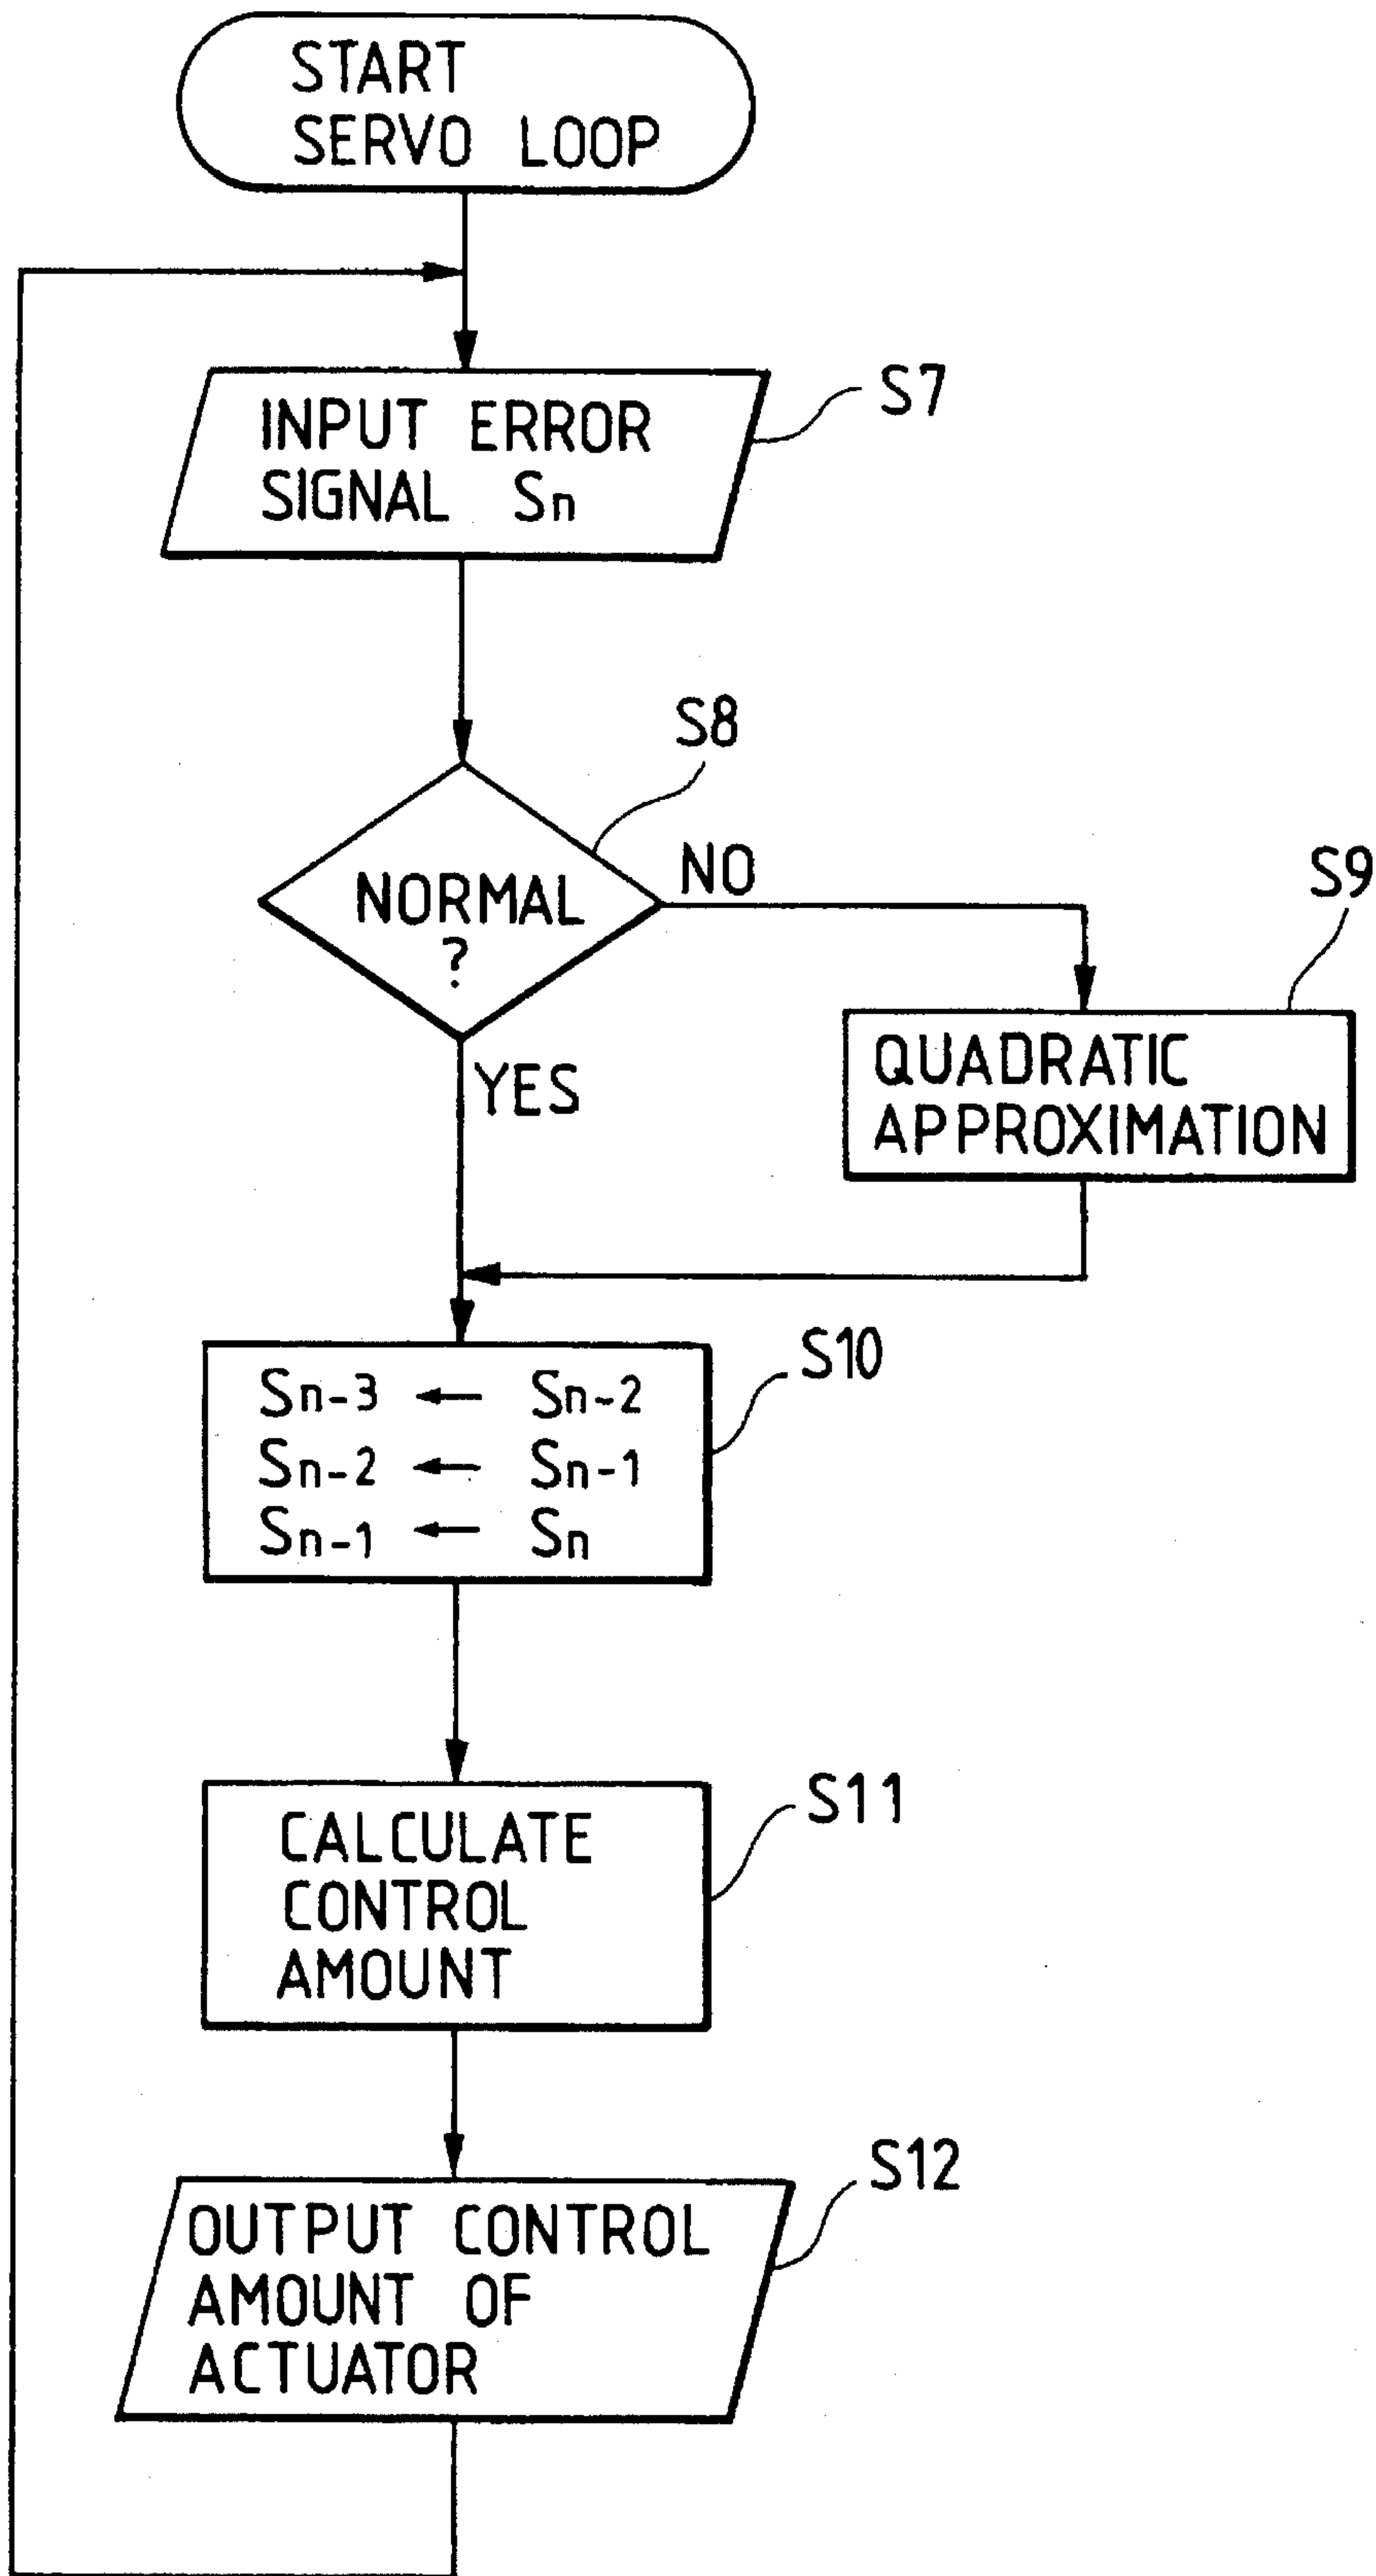 START
SERVO LOOP
INPUT ERROR
SIGNAL Sn
S7
S8
NORMAL
?
NO
YES
S9
QUADRATIC
APPROXIMATION
S10
Sn-3 ← Sn-2
Sn-2 ← Sn-1
Sn-1 ← Sn
S11
CALCULATE
CONTROL
AMOUNT
S12
OUTPUT CONTROL
AMOUNT OF
ACTUATOR